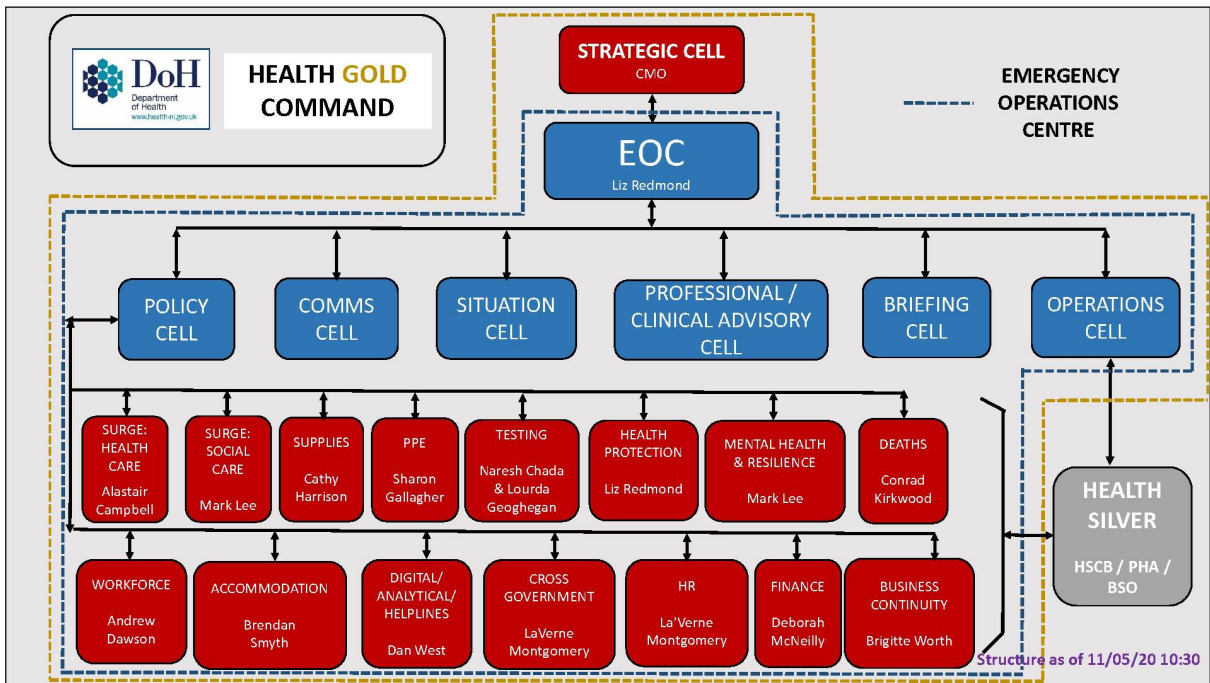 DoH
Department
of Health
www.health-ni.gov.uk
HEALTH GOLD
COMMAND
STRATEGIC CELL
CMO
EMERGENCY
OPERATIONS
CENTRE
EOC
Liz Redmond
POLICY
CELL
COMMS
CELL
SITUATION
CELL
PROFESSIONAL /
CLINICAL ADVISORY
CELL
BRIEFING
CELL
OPERATIONS
CELL
SURGE:
HEALTH
CARE
Alastair
Campbell
SURGE:
SOCIAL
CARE
Mark Lee
SUPPLIES
Cathy
Harrison
PPE
Sharon
Gallagher
TESTING
Naresh Chada
& Lourda
Geoghegan
HEALTH
PROTECTION
Liz Redmond
MENTAL HEALTH
& RESILIENCE
Mark Lee
DEATHS
Conrad
Kirkwood
HEALTH
SILVER
HSCB / PHA /
BSO
WORKFORCE
Andrew
Dawson
ACCOMMODATION
Brendan
Smyth
DIGITAL/
ANALYTICAL/
HELPLINES
Dan West
CROSS
GOVERNMENT
LaVerne
Montgomery
HR
La'Verne
Montgomery
FINANCE
Deborah
McNeilly
BUSINESS
CONTINUITY
Brigitte Worth
Structure as of 11/05/20 10:30